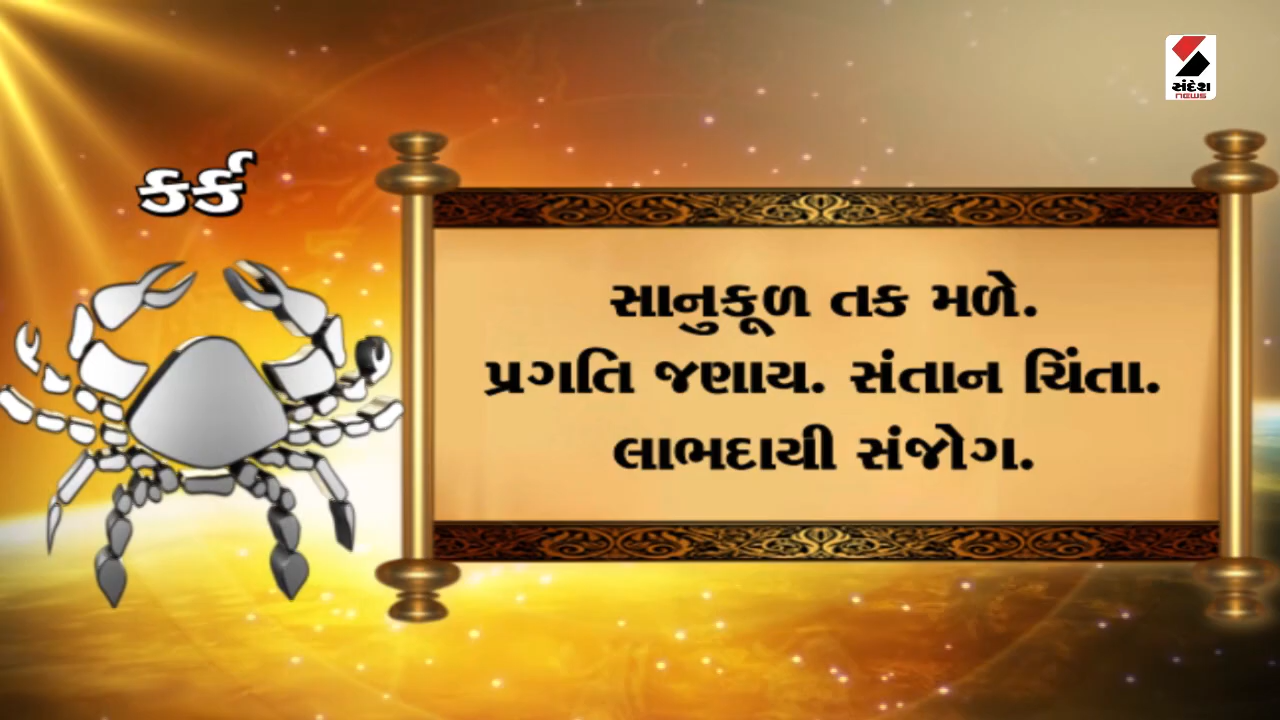 સંદેશ
news
કર્ક
સાનુકૂળ તક મળે.
પ્રગતિ જણાય. સંતાન ચિંતા.
લાભદાયી સંજોગ.